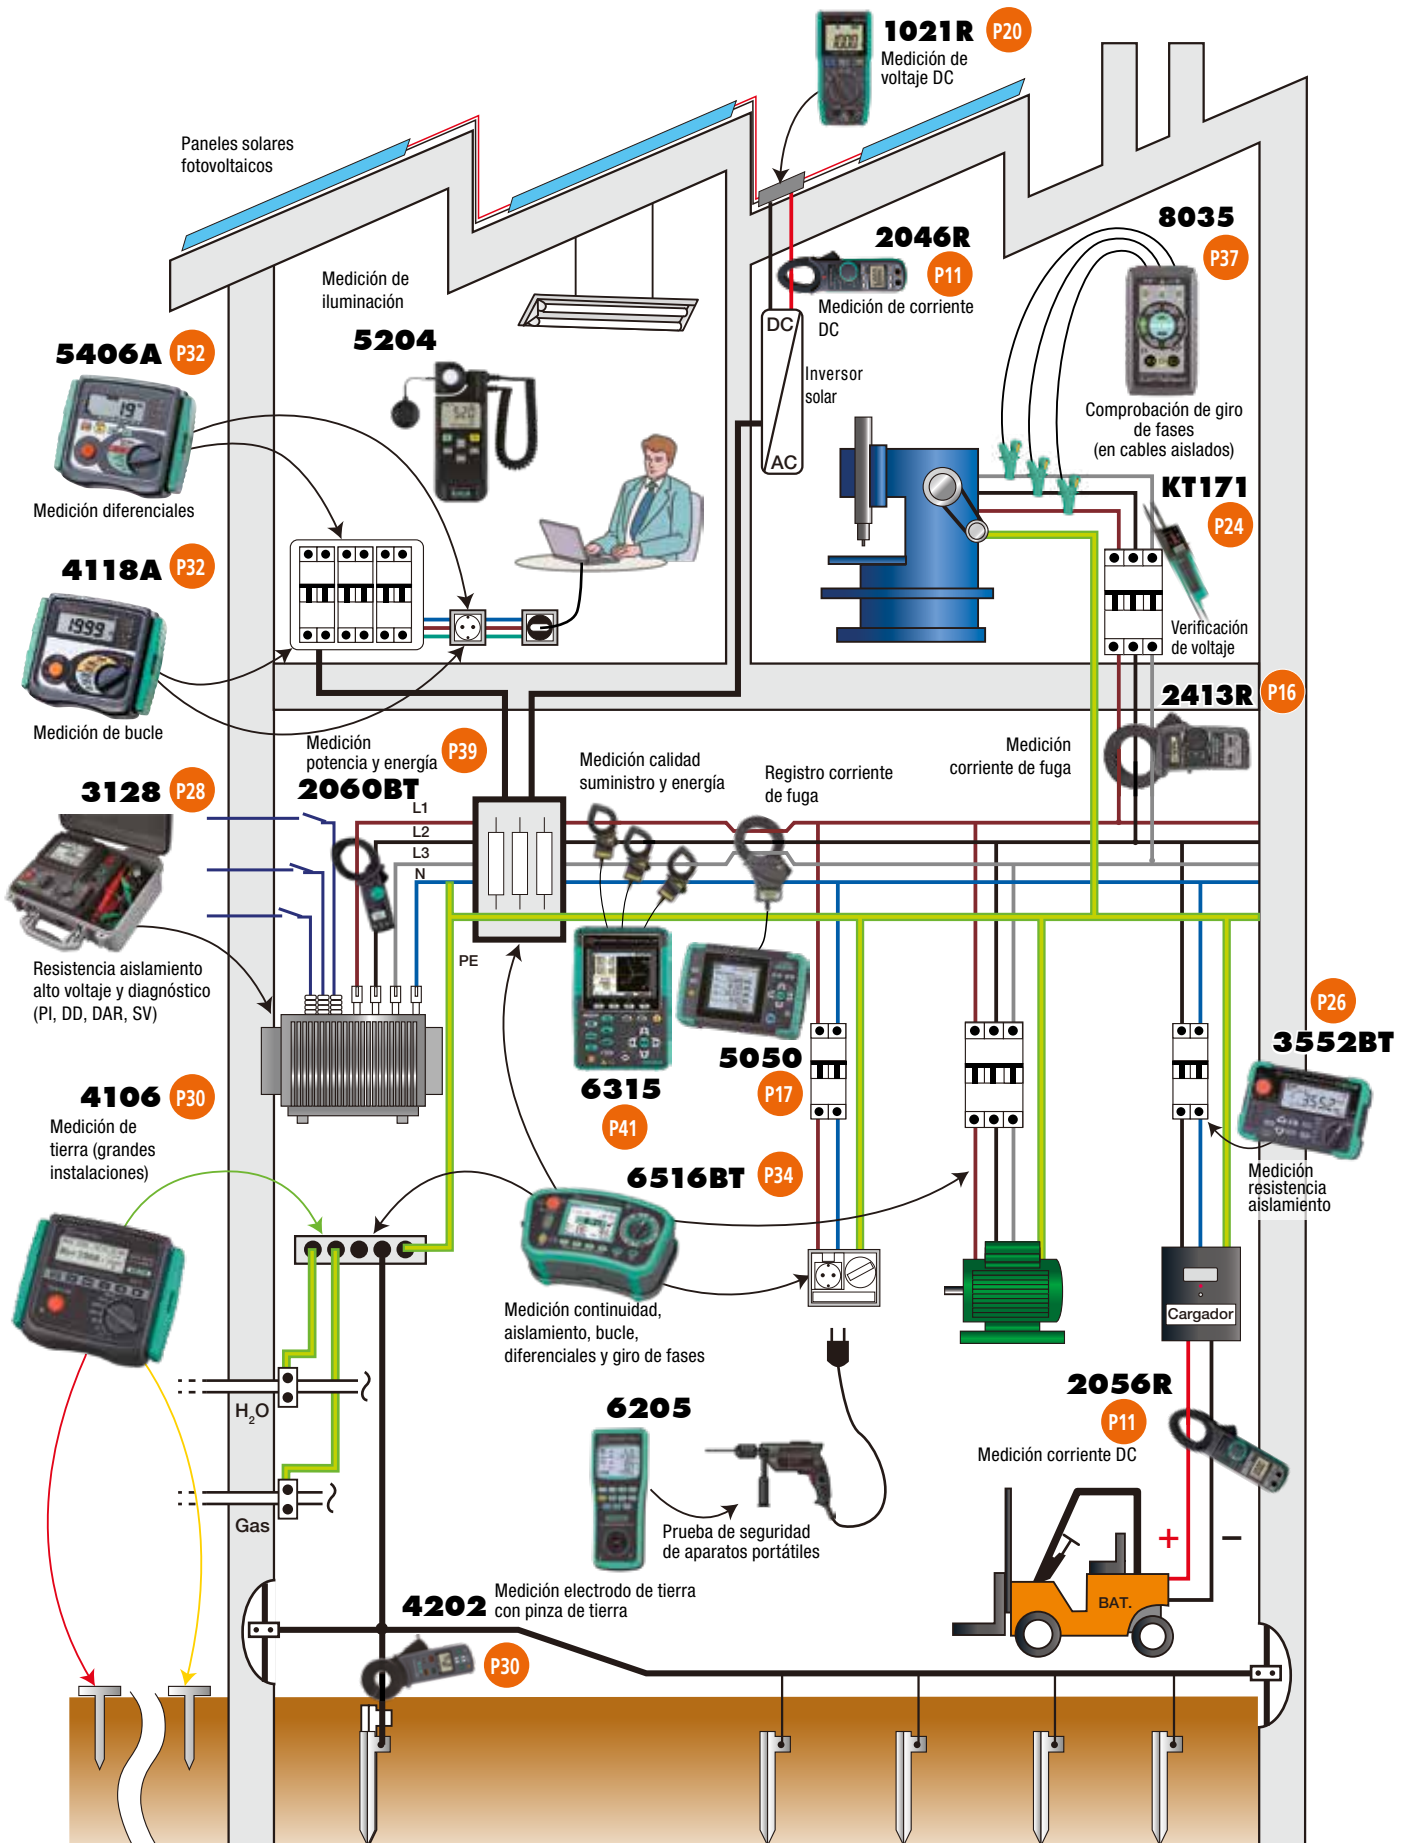 1021R P20
Medición de
voltaje DC
Paneles solares
fotovoltaicos
8035
P37
2046R
P11
Medición de corriente
DC
Medición de
iluminación
5204
5406A P32
Medición diferenciales
DC
AC
Inversor
solar
Comprobación de giro
de fases
(en cables aislados)
KT171
P24
Verificación
de voltaje
4118A P32
1999
Medición de bucle
2413R P16
Medición
corriente de fuga
Medición
potencia y energía
P39
2060BT
Medición calidad
suministro y energía
Registro corriente
de fuga
3128 P28
L1
L2
L3
N
PE
Resistencia aislamiento
alto voltaje y diagnóstico
(PI, DD, DAR, SV)
5050
P17
6315
P41
P26
3552BT
3552
Medición
resistencia
aislamiento
4106 P30
Medición de
tierra (grandes
instalaciones)
6516BT P34
Medición continuidad,
aislamiento, bucle,
diferenciales y giro de fases
Cargador
H2O
Gas
6205
Prueba de seguridad
de aparatos portátiles
2056R
P11
Medición corriente DC
+ −
BAT.
4202
Medición electrodo de tierra
con pinza de tierra
P30